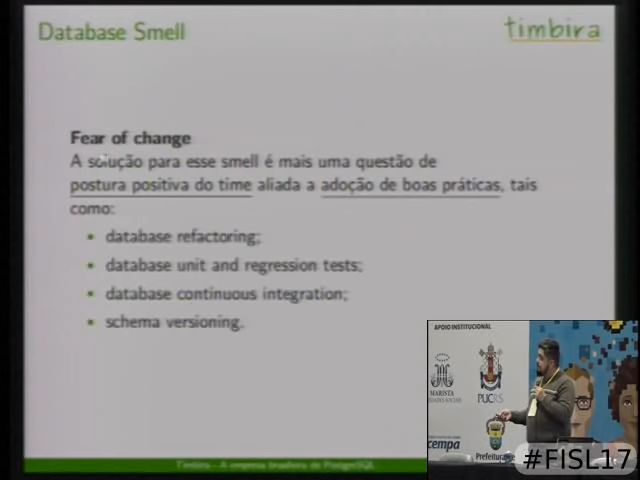 Database Smell
timbira
Fear of change
A solução para esse smell é mais uma questão de
postura positiva do time aliada a adoção de boas práticas, tais
como:
database refactoring;
database unit and regression tests;
database continuous integration;
schema versioning.
Timbira - A empresa brasileira de PostgreSQL
APOIO INSTITUCIONAL
MARISTA
PUCRS
cempa
Prefeitura
#FISL17